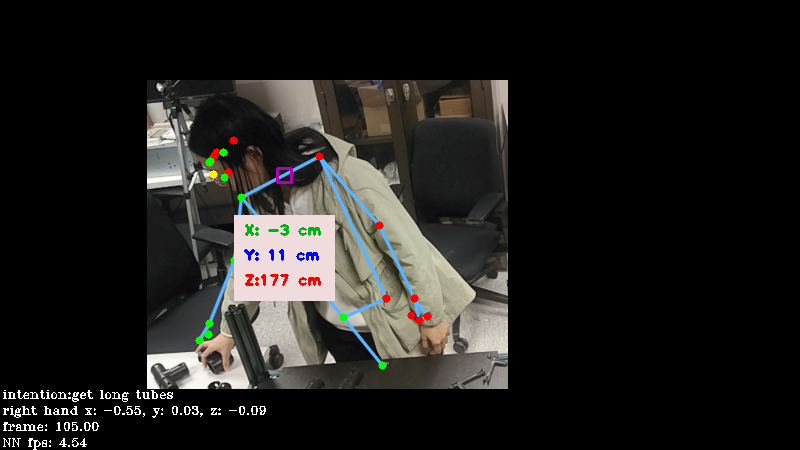 X: -3 cm
Y: 11 cm
Z:177 cm
intention:get long tubes
right hand x: -0.55, y: 0.03, z: -0.09
frame: 105.00
NN fps: 4.54